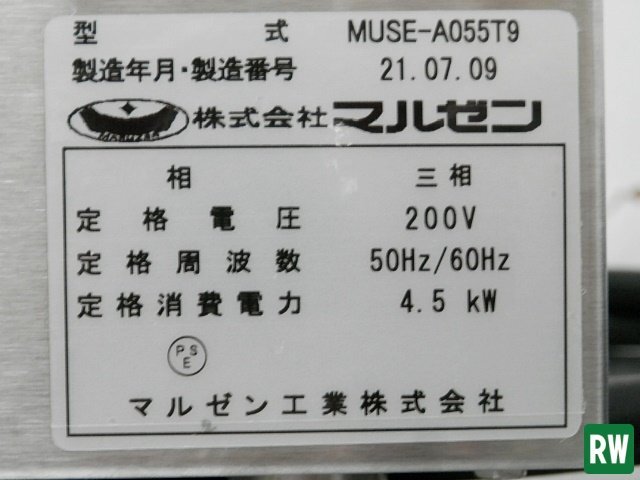 型式 MUSE-A055T9
製造年月・製造番号 21.07.09
MARUZEN 株式会社 マルゼン
相 三相
定格電圧 200V
定格周波数 50Hz/60Hz
定格消費電力 4.5 kW
PSE
マルゼン工業株式会社
RW